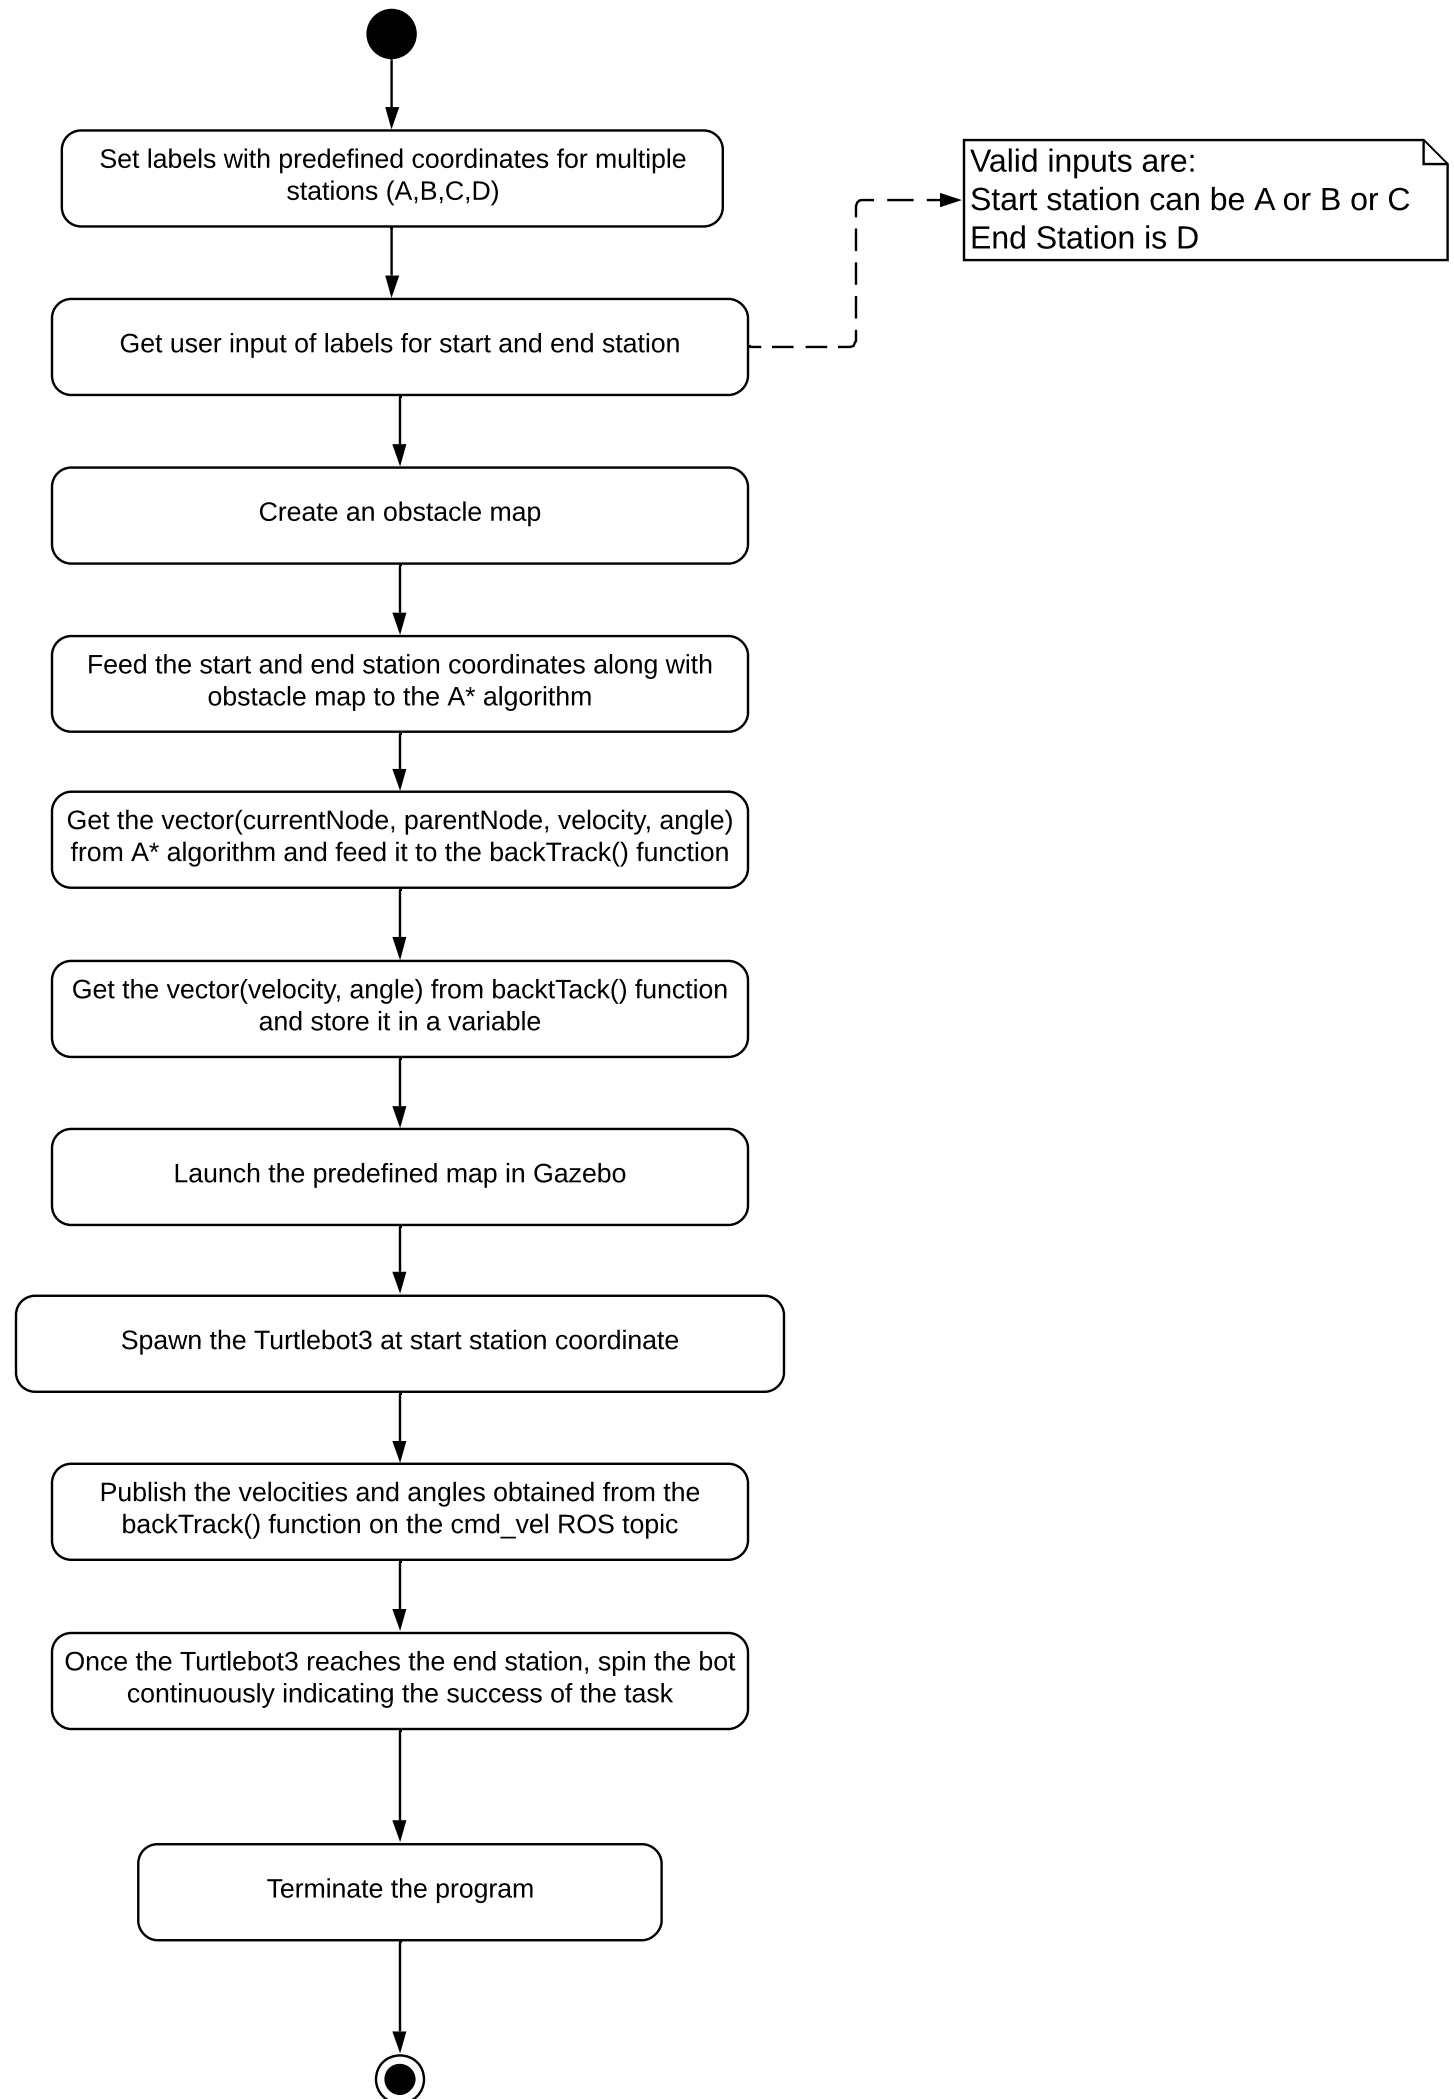 Set labels with predefined coordinates for multiple
stations (A,B,C,D)
Valid inputs are:
Start station can be A or B or C
End Station is D
Get user input of labels for start and end station
Create an obstacle map
Feed the start and end station coordinates along with
obstacle map to the A* algorithm
Get the vector(currentNode, parentNode, velocity, angle)
from A* algorithm and feed it to the backTrack() function
Get the vector(velocity, angle) from backtTack() function
and store it in a variable
Launch the predefined map in Gazebo
Spawn the Turtlebot3 at start station coordinate
Publish the velocities and angles obtained from the
backTrack() function on the cmd_vel ROS topic
Once the Turtlebot3 reaches the end station, spin the bot
continuously indicating the success of the task
Terminate the program